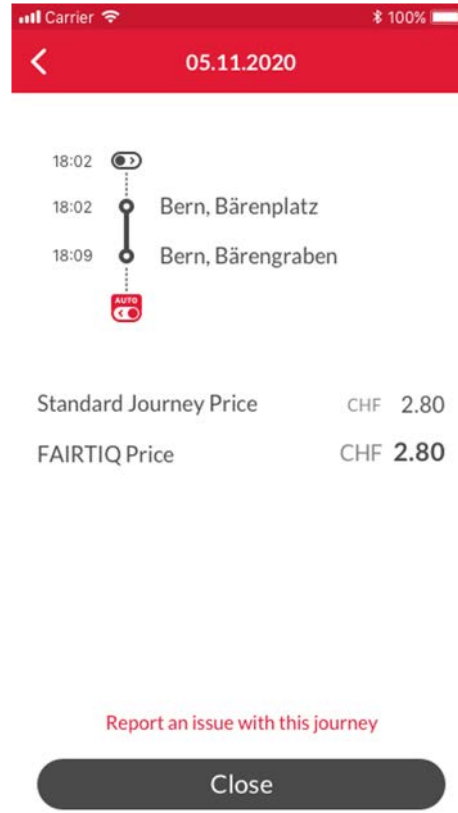 Carrier 100%
05.11.2020
18:02
18:02 Bern, Bärenplatz
18:09 Bern, Bärengraben
AUTO
Standard Journey Price CHF 2.80
FAIRTIQ Price CHF 2.80
Report an issue with this journey
Close